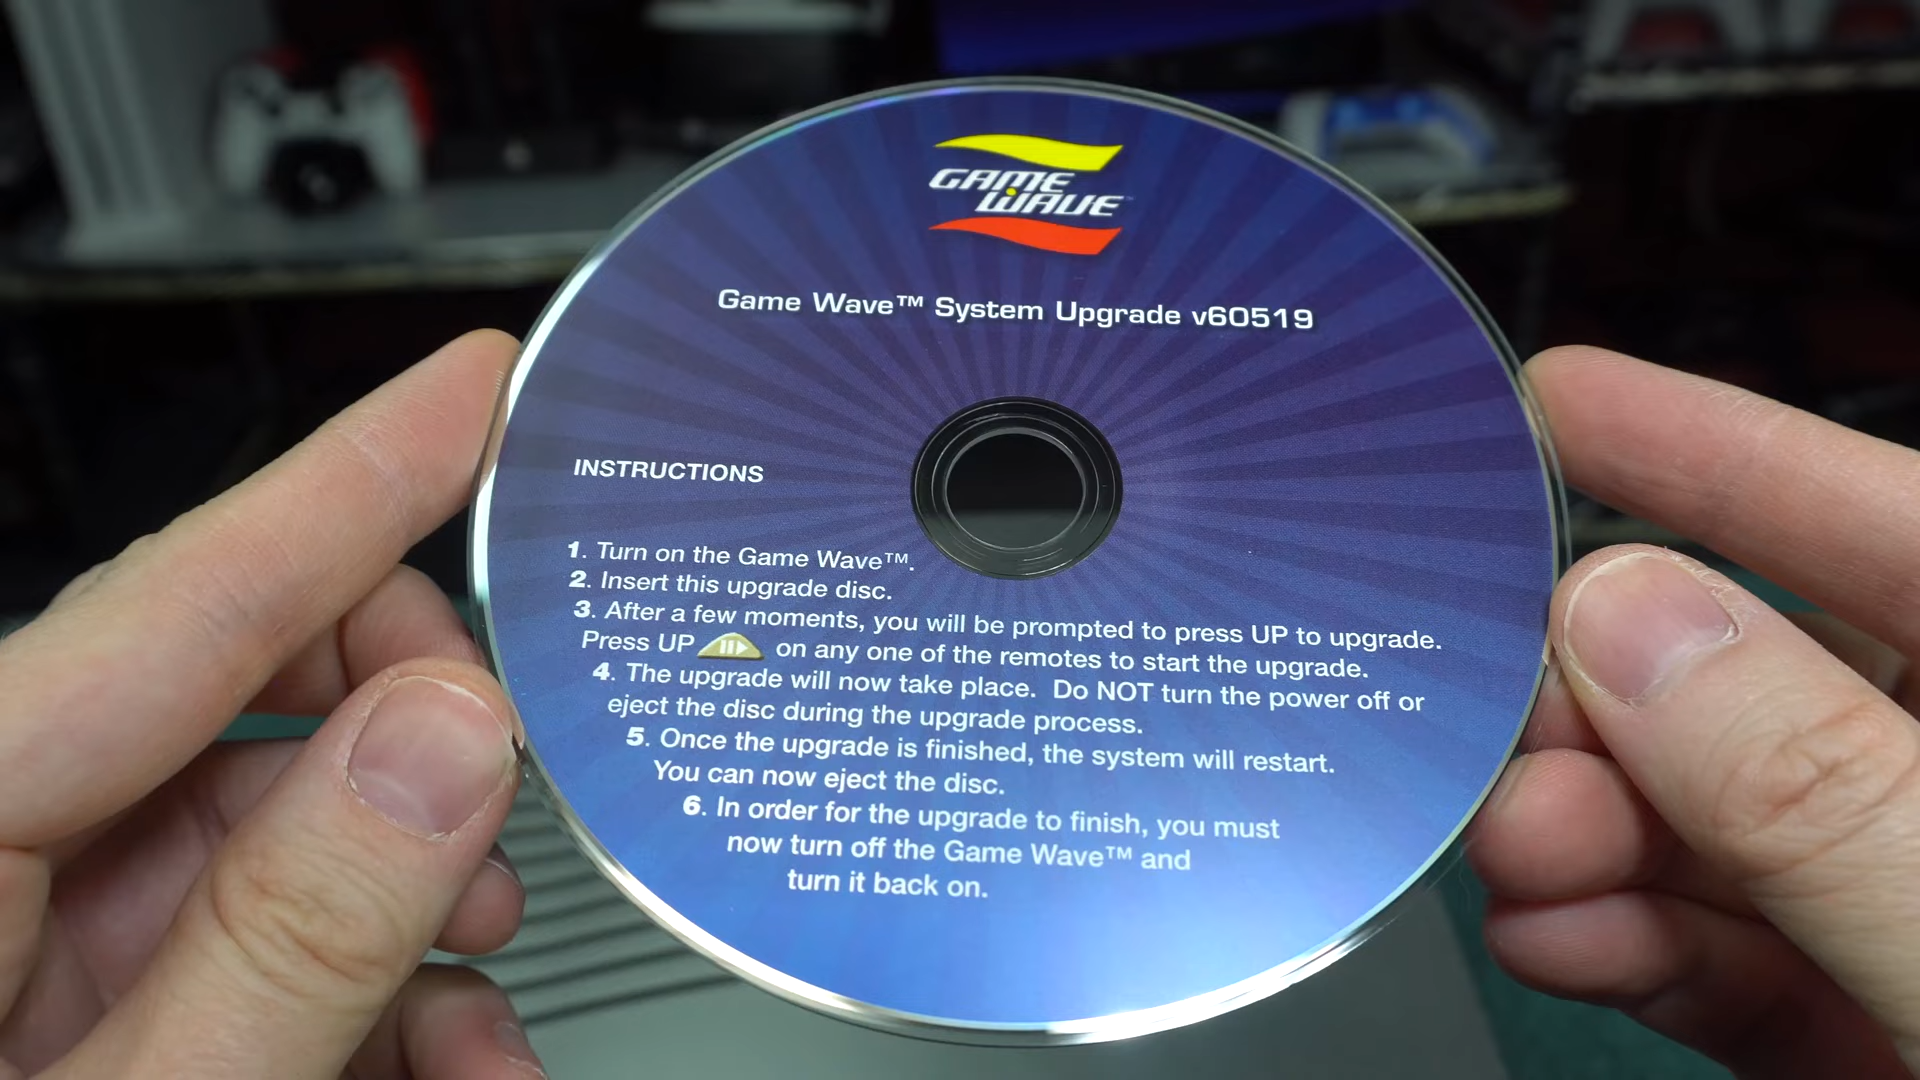 GAME
WAVE™
Game Wave™ System Upgrade v60519
INSTRUCTIONS
1. Turn on the Game Wave™.
2. Insert this upgrade disc.
3. After a few moments, you will be prompted to press UP to upgrade.
Press UP on any one of the remotes to start the upgrade.
4. The upgrade will now take place. Do NOT turn the power off or
eject the disc during the upgrade process.
5. Once the upgrade is finished, the system will restart.
You can now eject the disc.
6. In order for the upgrade to finish, you must
now turn off the Game Wave™ and
turn it back on.